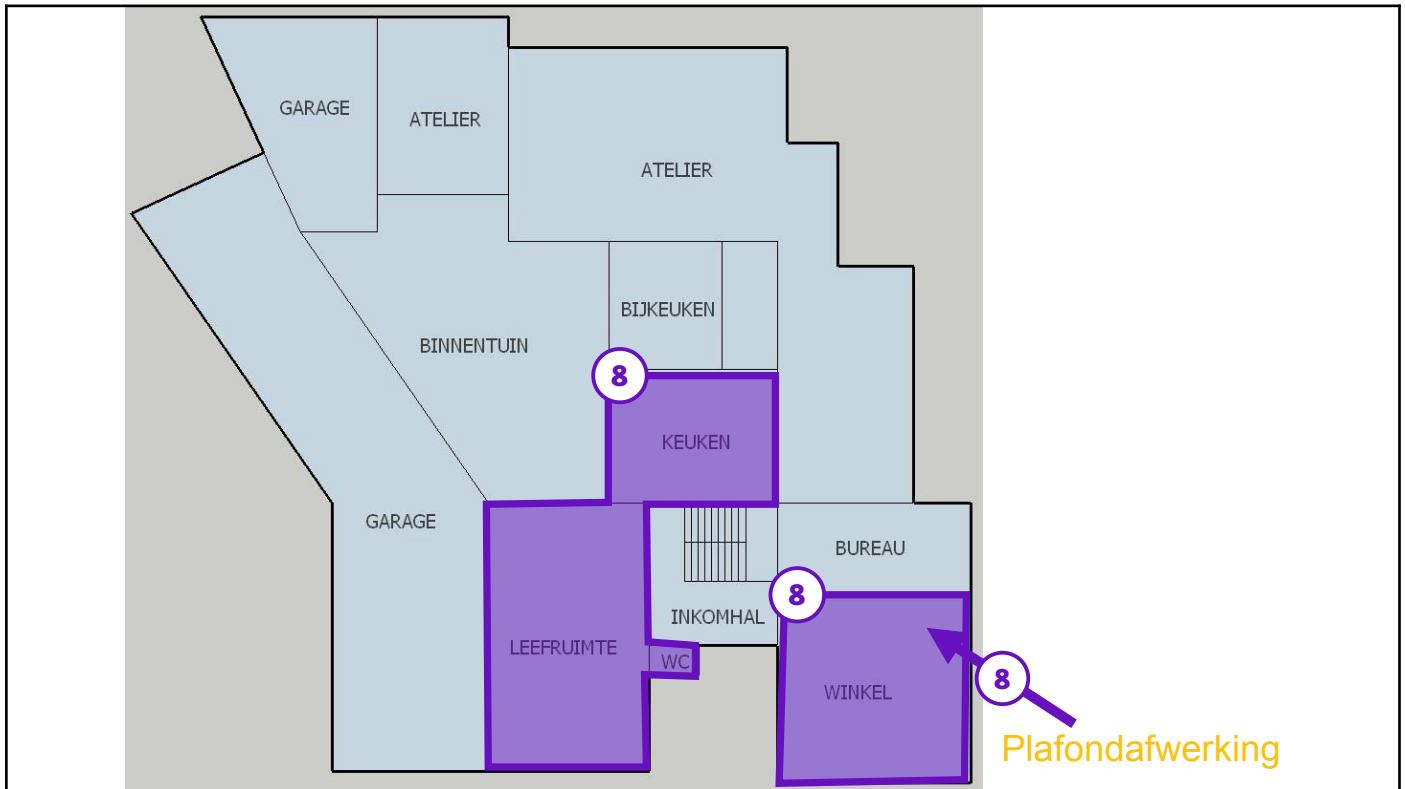 GARAGE
ATELIER
ATELIER
BIJKEUKEN
BINNENTUIN
8
KEUKEN
GARAGE
BUREAU
8
INKOMHAL
LEEFRUIMTE
WC
8
WINKEL
Plafondafwerking